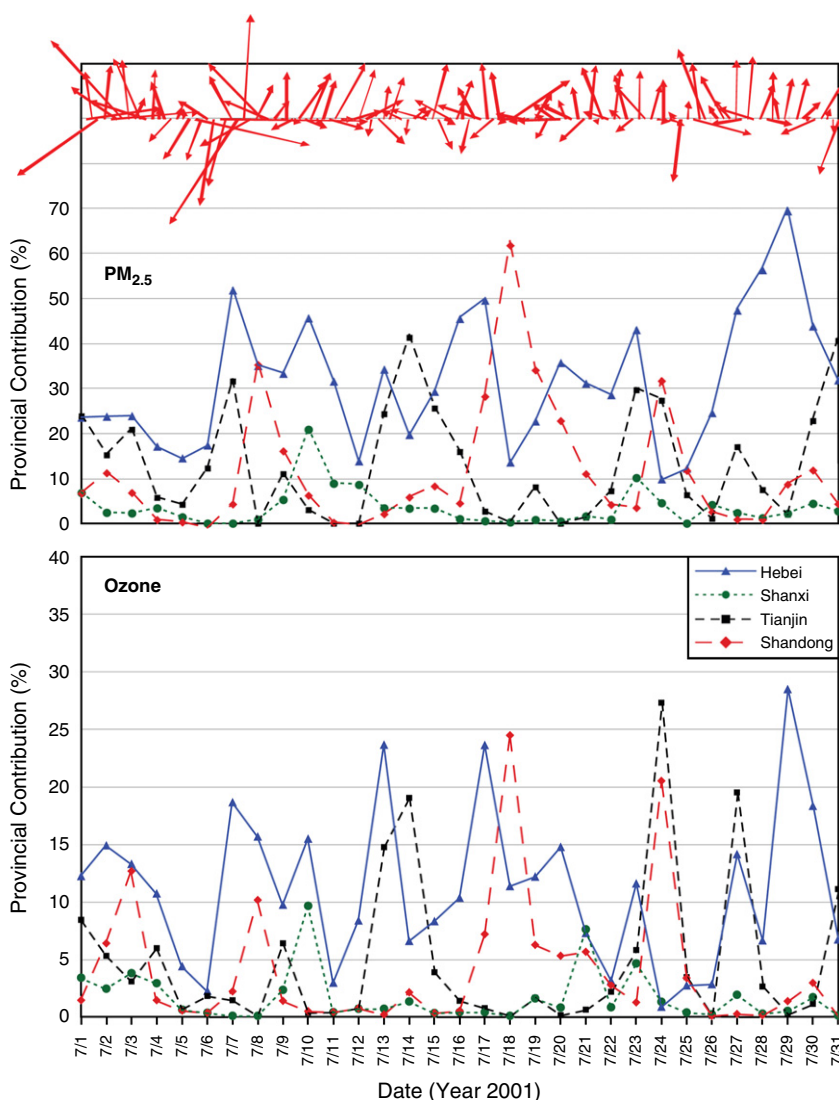 Provincial Contribution (%)
70
60
50
40
30
20
10
0
PM2.5
Provincial Contribution (%)
40
35
30
25
20
15
10
5
0
Ozone
Hebei
Shanxi
Tianjin
Shandong
7/1 7/2 7/3 7/4 7/5 7/6 7/7 7/8 7/9 7/10 7/11 7/12 7/13 7/14 7/15 7/16 7/17 7/18 7/19 7/20 7/21 7/22 7/23 7/24 7/25 7/26 7/27 7/28 7/29 7/30 7/31
Date (Year 2001)